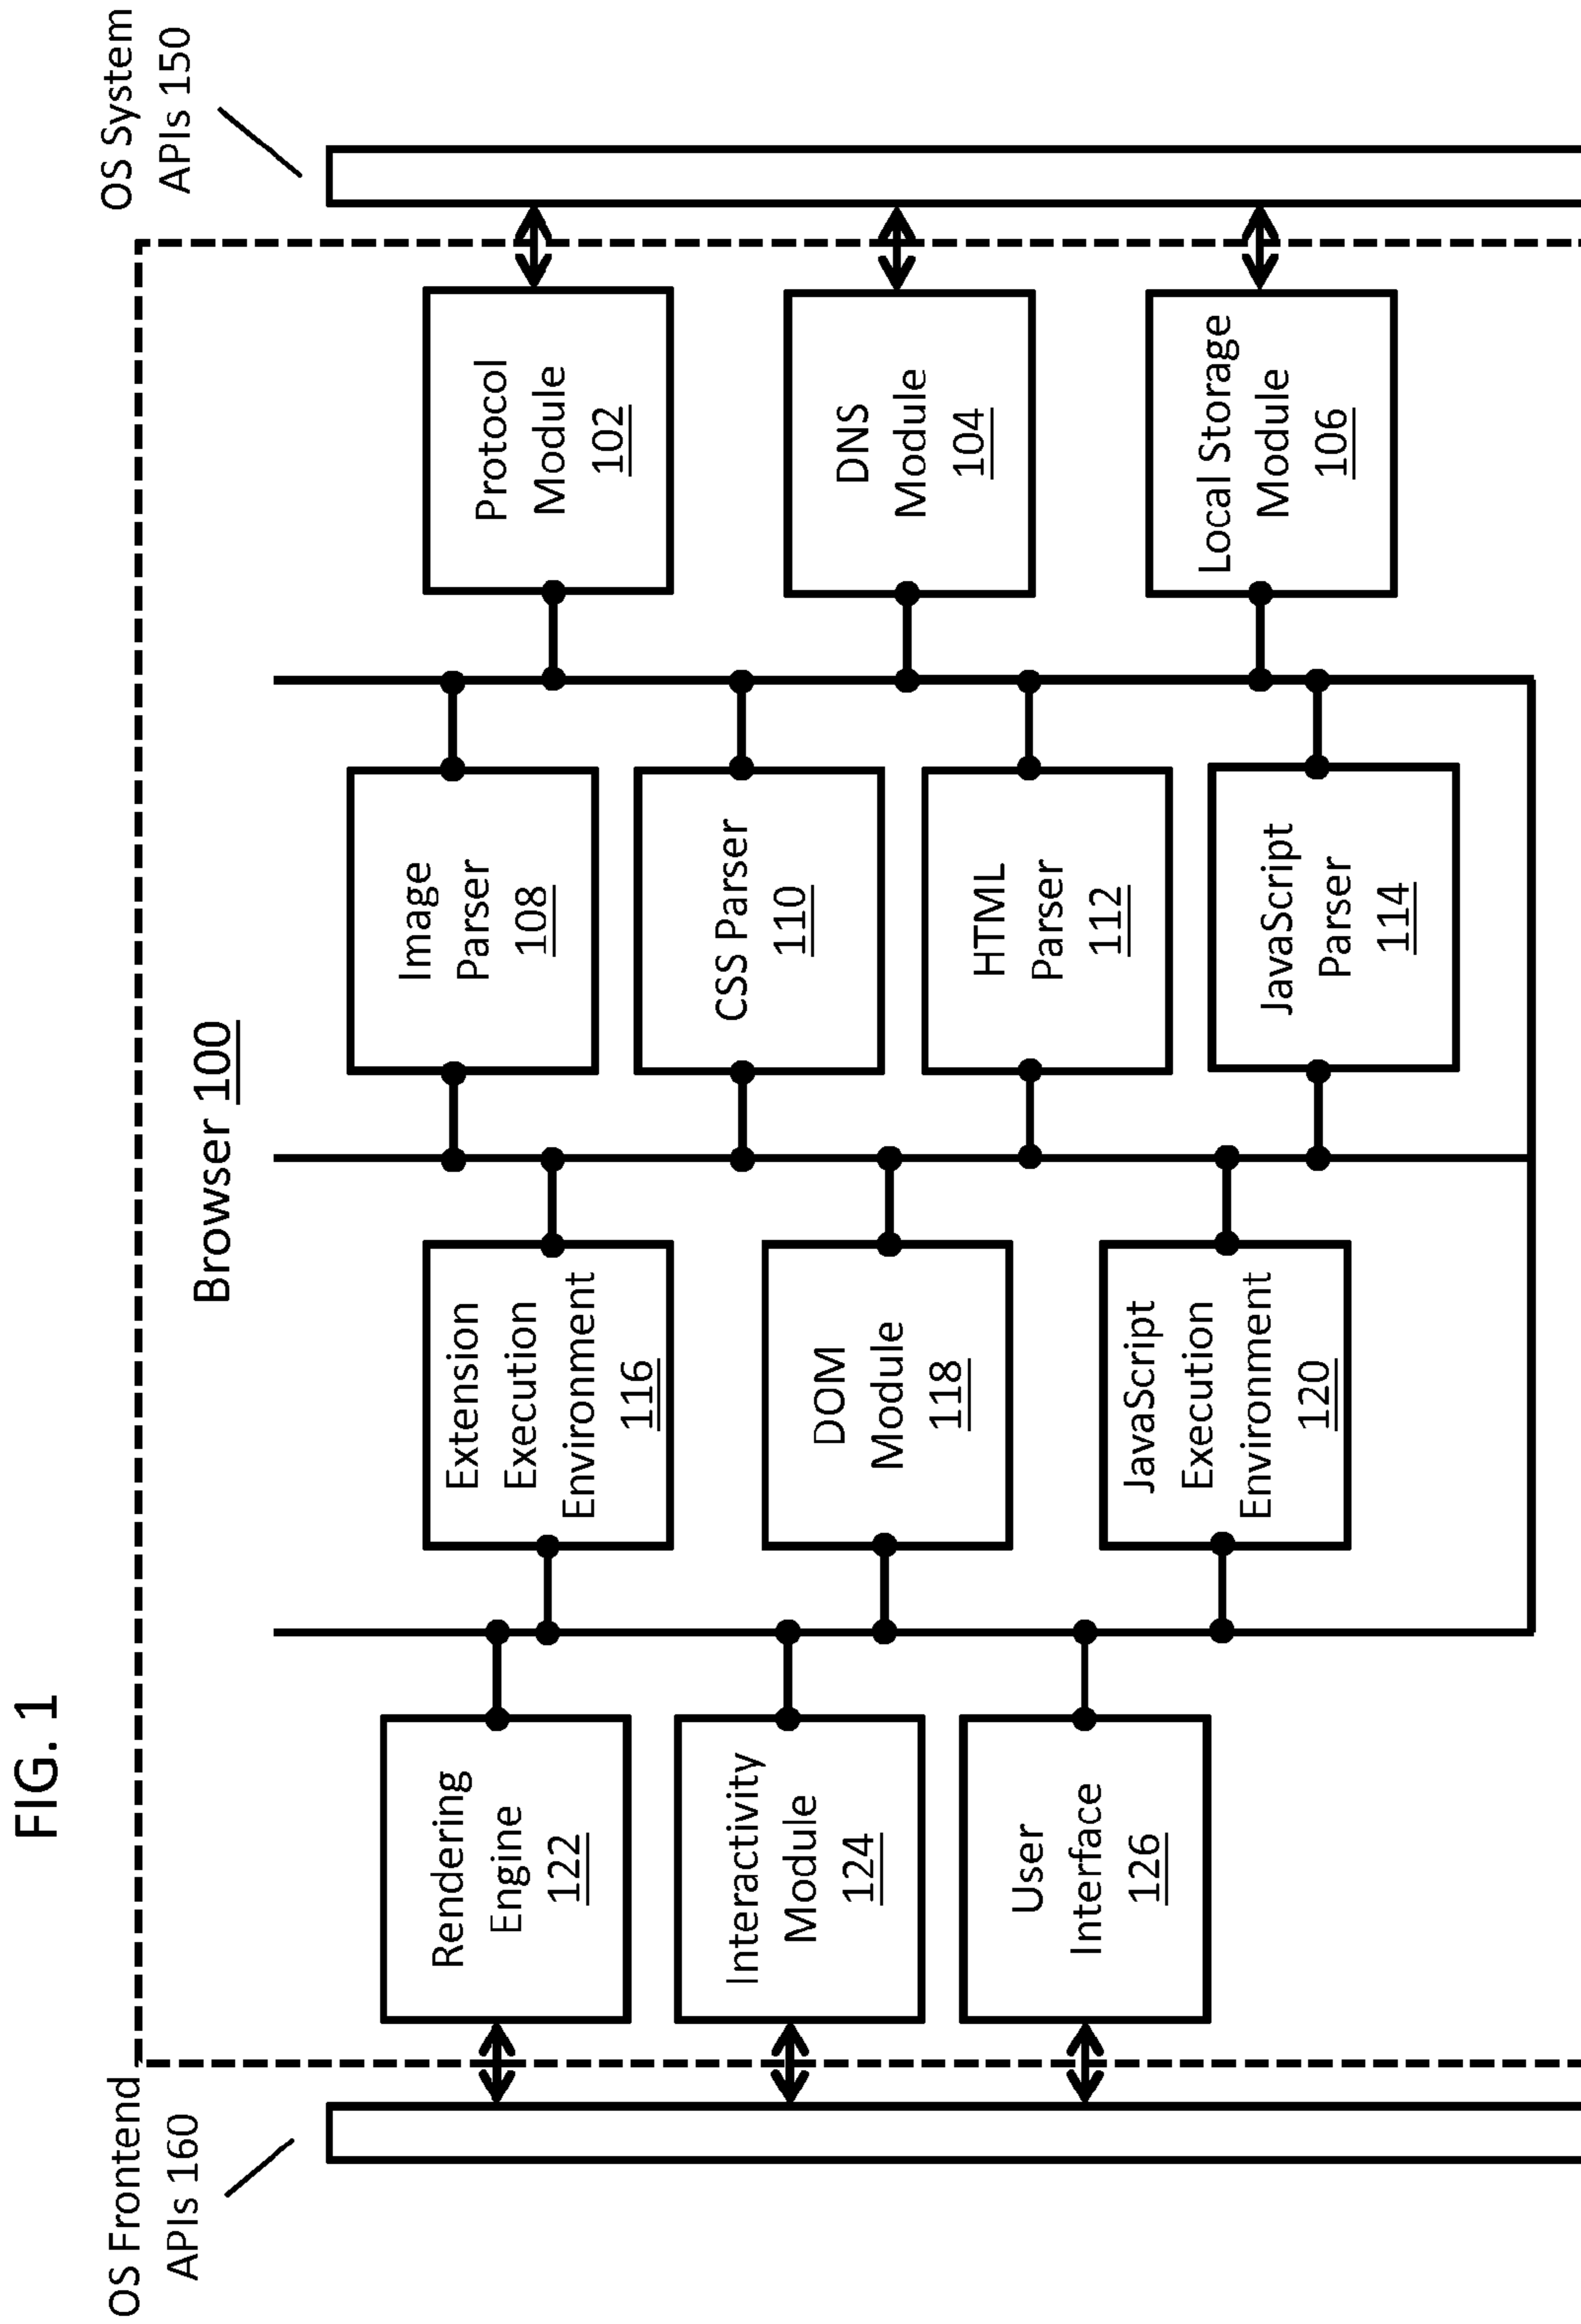 FIG. 1
OS Frontend
APIs 160
Browser 100
OS System
APIs 150
Rendering
Engine
122
Interactivity
Module
124
User
Interface
126
Extension
Execution
Environment
116
DOM
Module
118
JavaScript
Execution
Environment
120
Image
Parser
108
CSS Parser
110
HTML
Parser
112
JavaScript
Parser
114
Protocol
Module
102
DNS
Module
104
Local Storage
Module
106